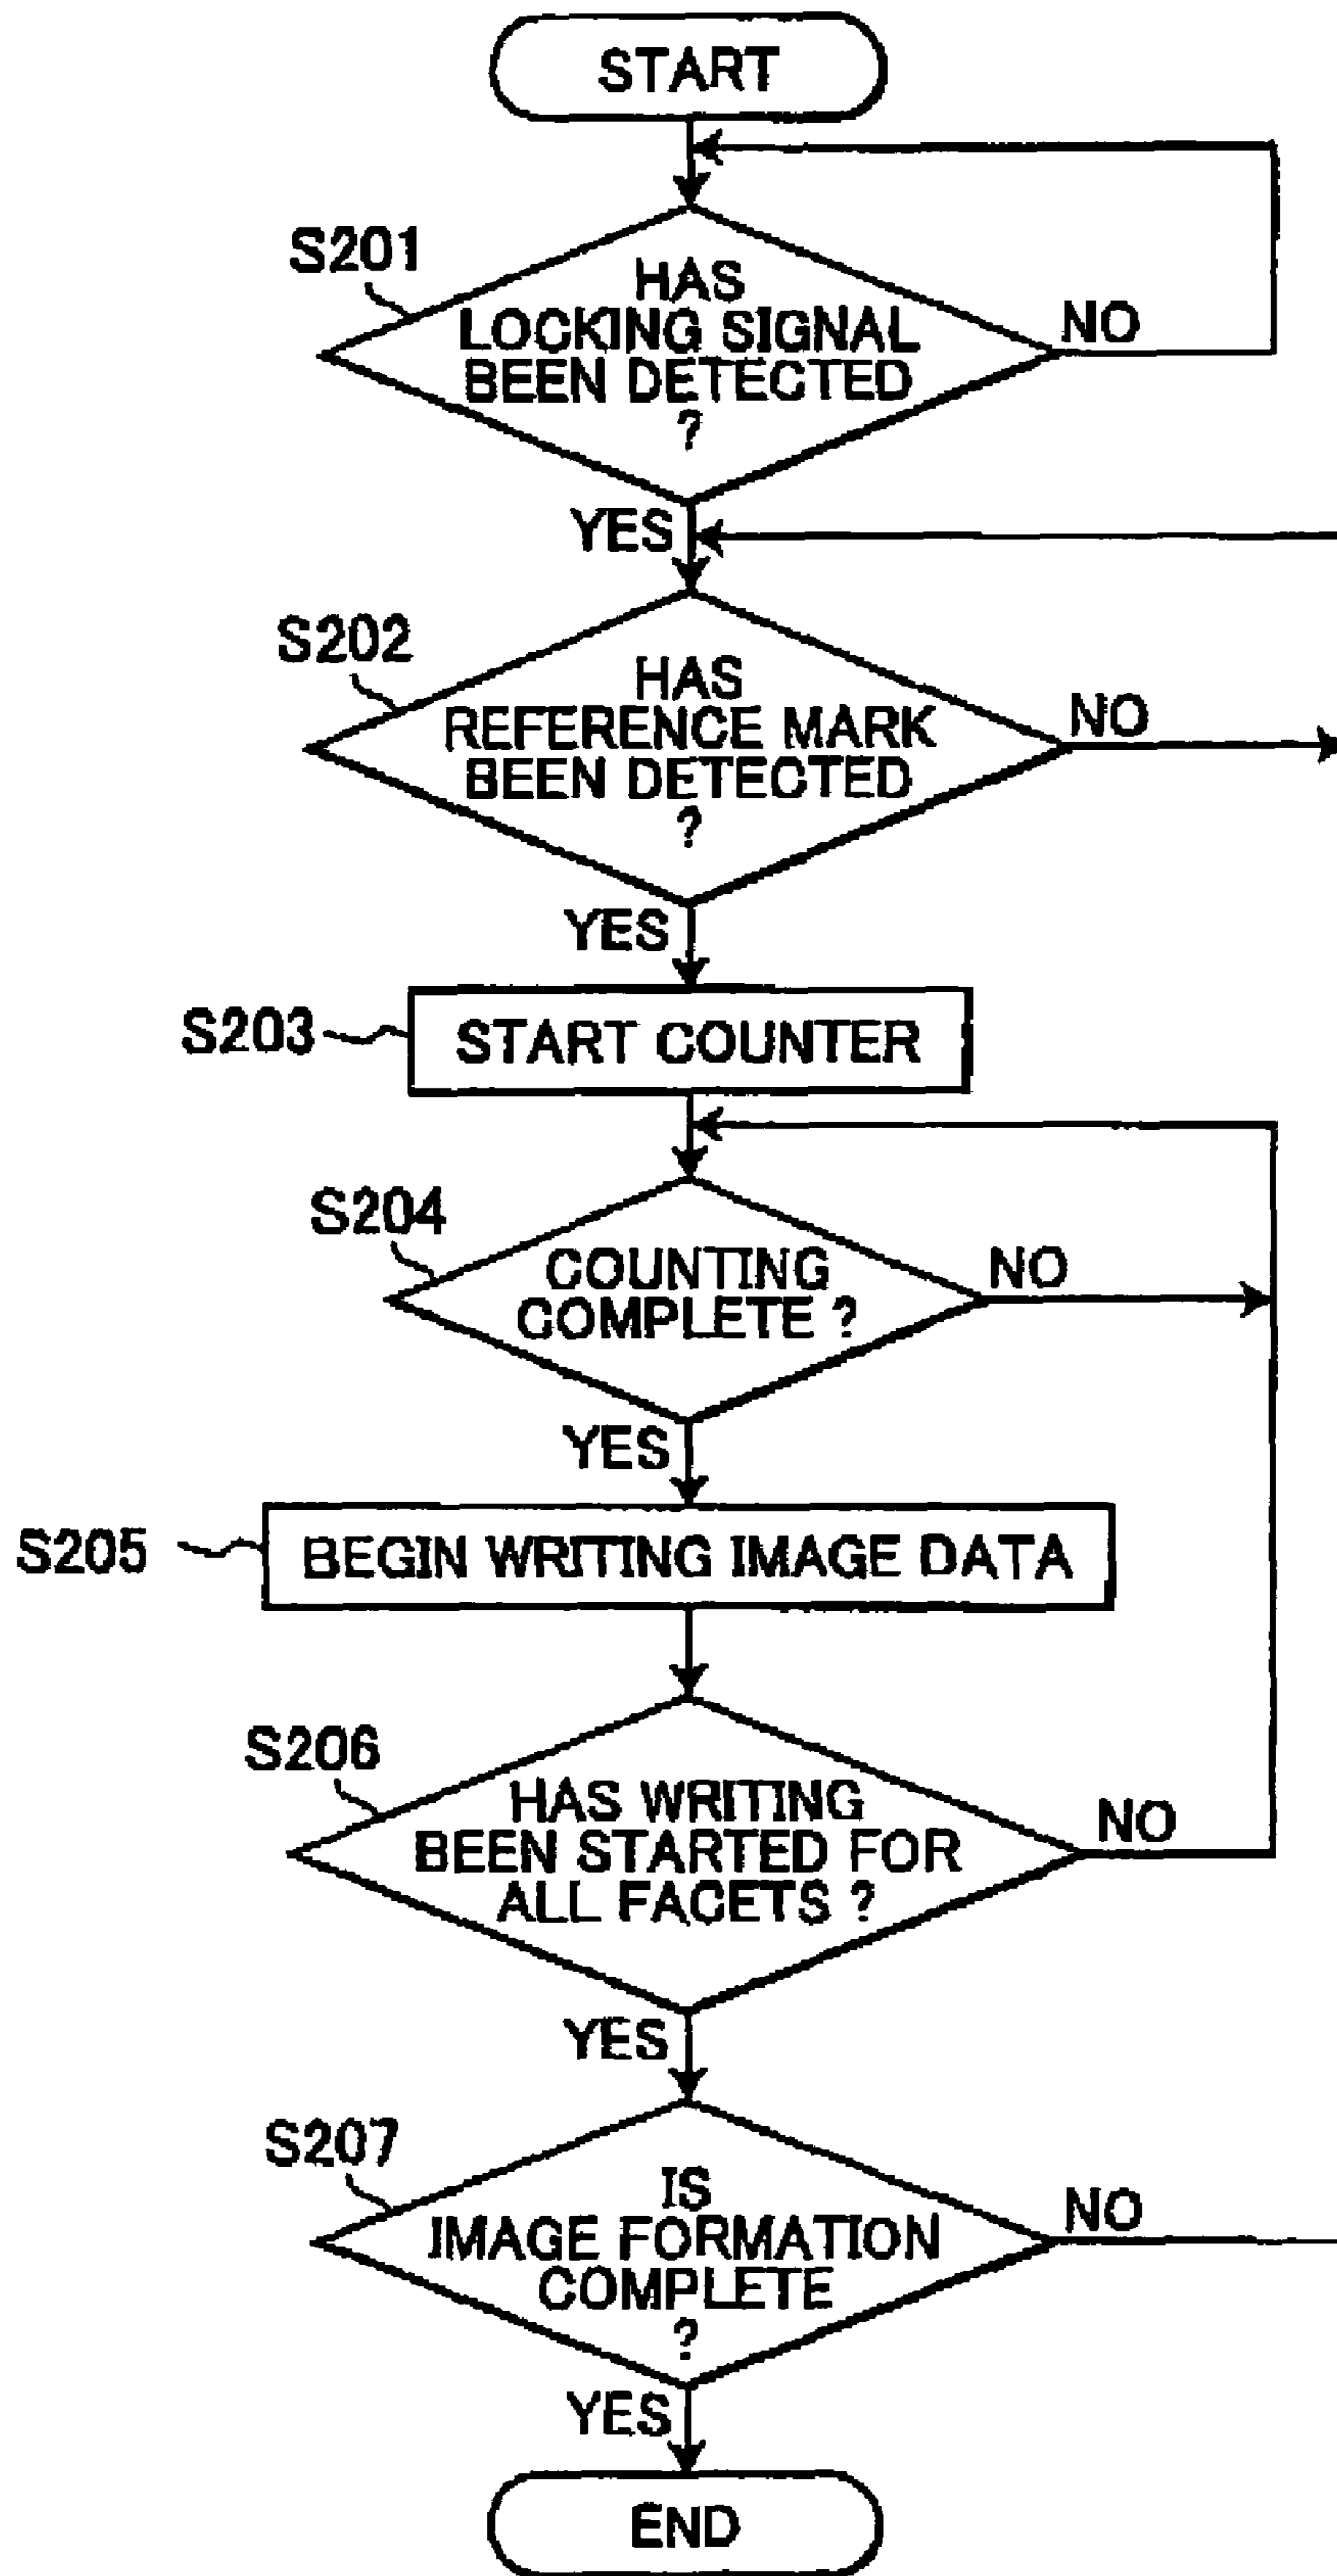 START
S201
HAS
LOCKING SIGNAL
BEEN DETECTED
?
NO
YES
S202
HAS
REFERENCE MARK
BEEN DETECTED
?
NO
YES
S203
START COUNTER
S204
COUNTING
COMPLETE ?
NO
YES
S205
BEGIN WRITING IMAGE DATA
S206
HAS WRITING
BEEN STARTED FOR
ALL FACETS ?
NO
YES
S207
IS
IMAGE FORMATION
COMPLETE
?
NO
YES
END